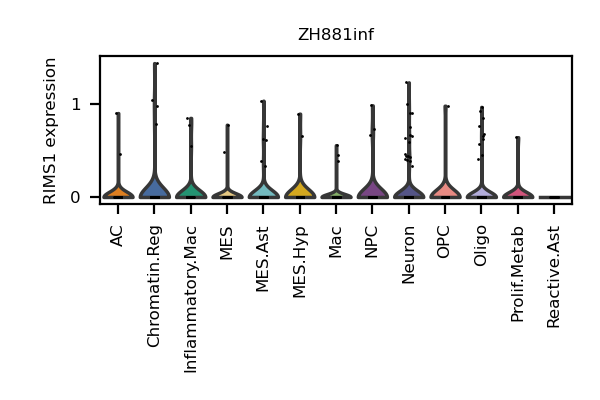 ZH881inf
RIMS1 expression
1
0
AC
Chromatin.Reg
Inflammatory.Mac
MES
MES.Ast
MES.Hyp
Mac
NPC
Neuron
OPC
Oligo
Prolif.Metab
Reactive.Ast